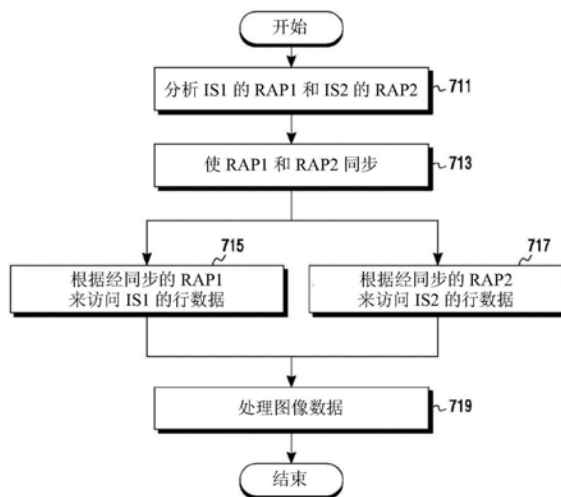 开始
分析 IS1 的 RAP1 和 IS2 的 RAP2
711
使 RAP1 和 RAP2 同步
713
715
717
根据经同步的 RAP1
来访问 IS1 的行数据
根据经同步的 RAP2
来访问 IS2 的行数据
处理图像数据
719
结束